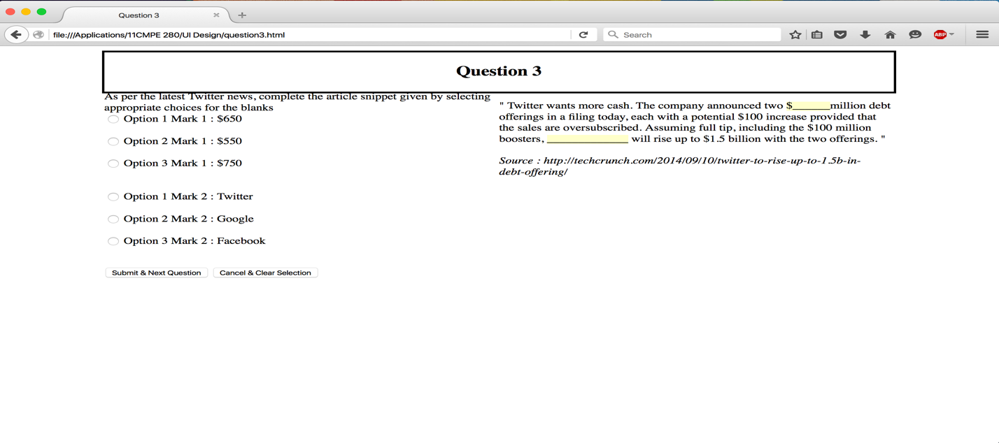 Question 3
file:///Applications/11CMPE 280/UI Design/question3.html
Search
ABP
Question 3
As per the latest Twitter news, complete the article snippet given by selecting
appropriate choices for the blanks
Option 1 Mark 1 : $650
Option 2 Mark 1 : $550
Option 3 Mark 1 : $750
Option 1 Mark 2 : Twitter
Option 2 Mark 2 : Google
Option 3 Mark 2 : Facebook
Submit & Next Question
Cancel & Clear Selection
" Twitter wants more cash. The company announced two $_______million debt
offerings in a filing today, each with a potential $100 increase provided that
the sales are oversubscribed. Assuming full tip, including the $100 million
boosters, _______________ will rise up to $1.5 billion with the two offerings. "
Source : http://techcrunch.com/2014/09/10/twitter-to-rise-up-to-1.5b-in-
debt-offering/